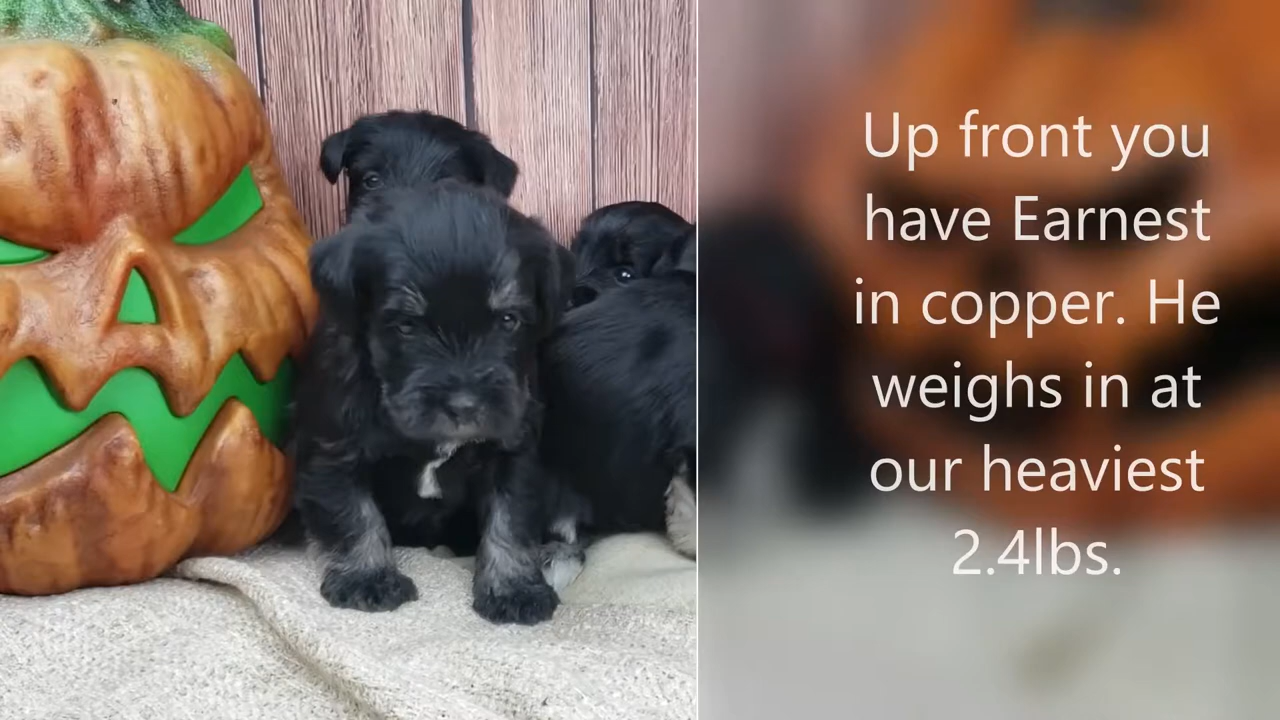 Up front you
have Earnest
in copper. He
weighs in at
our heaviest
2.4lbs.